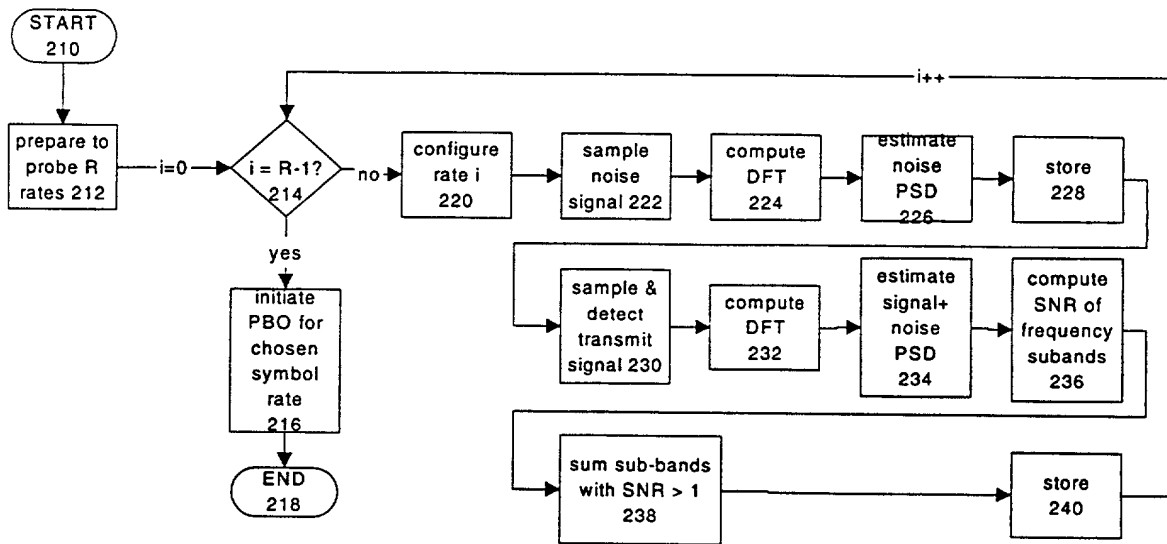 START
210
i++
prepare to
probe R
rates 212
i=0
i = R-1?
214
no
configure
rate i
220
sample
noise
signal 222
compute
DFT
224
estimate
noise
PSD
226
store
228
yes
initiate
PBO for
chosen
symbol
rate
216
sample &
detect
transmit
signal 230
compute
DFT
232
estimate
signal+
noise
PSD
234
compute
SNR of
frequency
subands
236
END
218
sum sub-bands
with SNR > 1
238
store
240